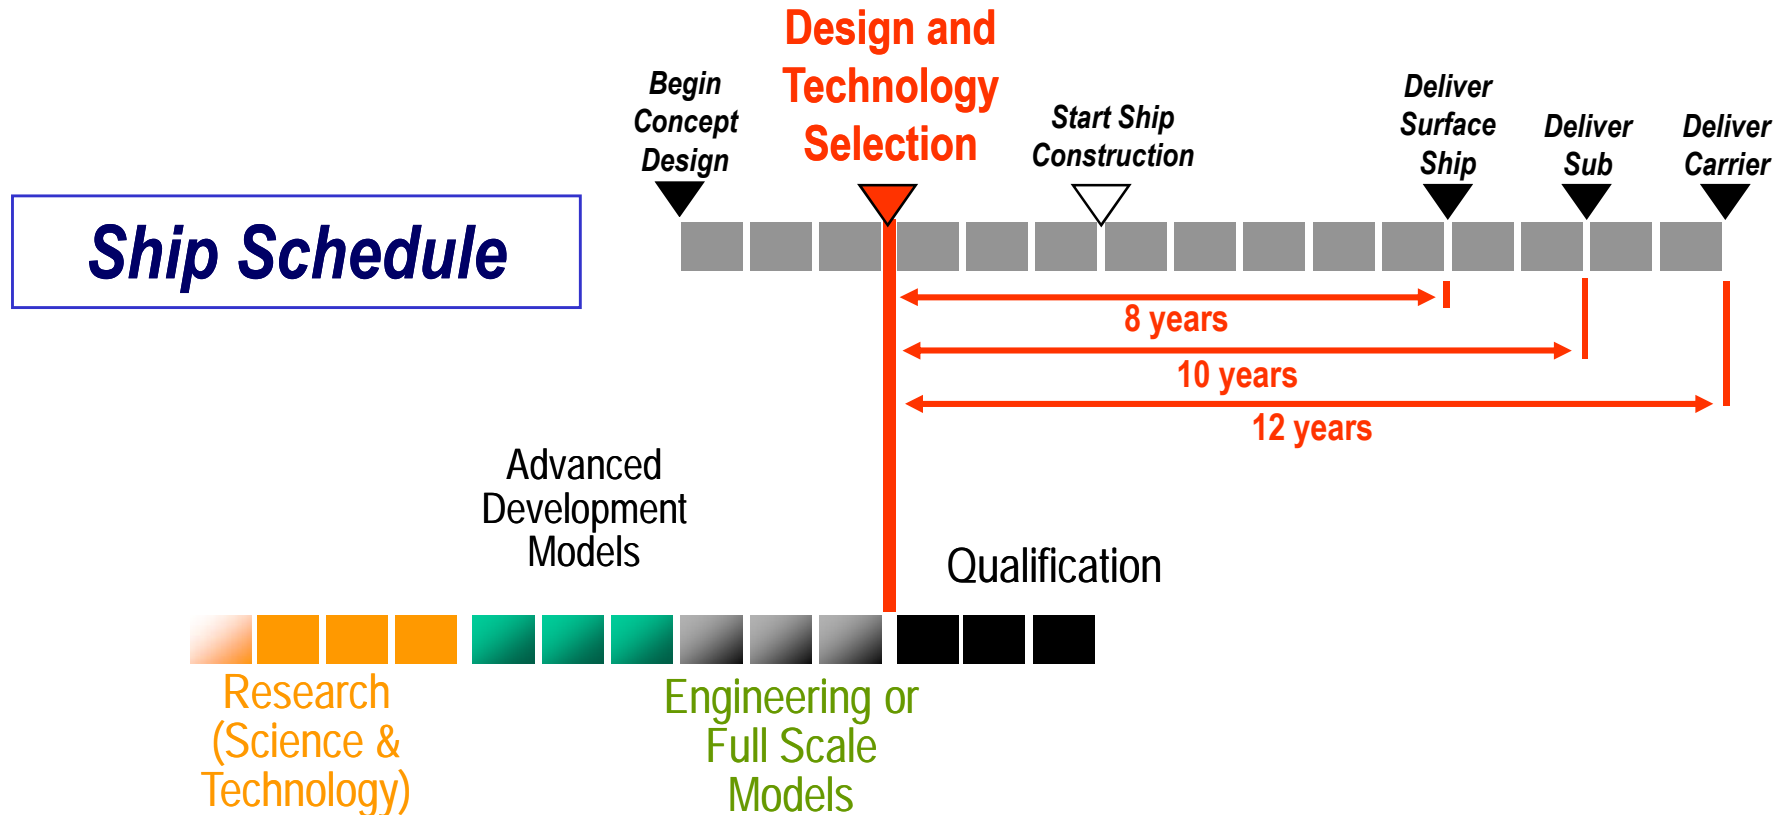 Design and
Technology
Selection
Begin
Concept
Design
Start Ship
Construction
Deliver
Surface
Ship
Deliver
Sub
Deliver
Carrier
Ship Schedule
8 years
10 years
12 years
Advanced
Development
Models
Qualification
Research
(Science &
Technology)
Engineering or
Full Scale
Models